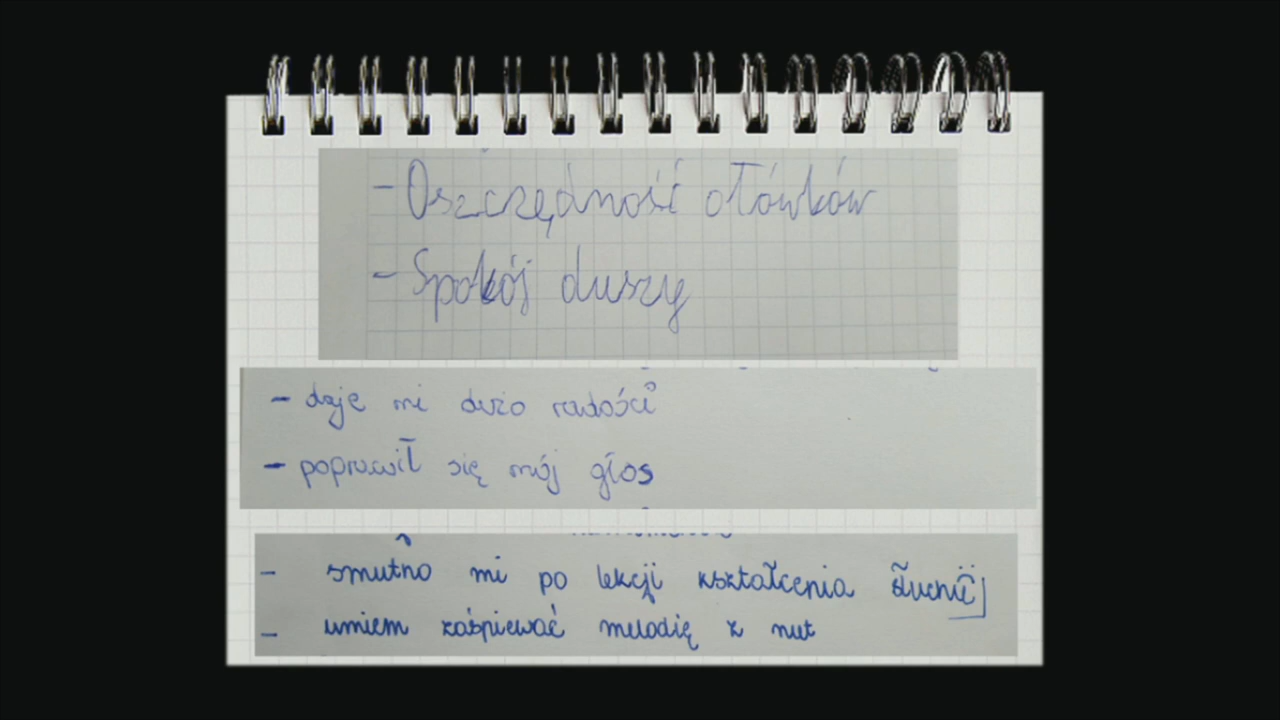 - Oszczędność ołówków
- Spokój duszy
- daje mi dużo radości
- poprawił się mój głos
- smutno mi po lekcji kształcenia
- umiem zaśpiewać melodię z nut